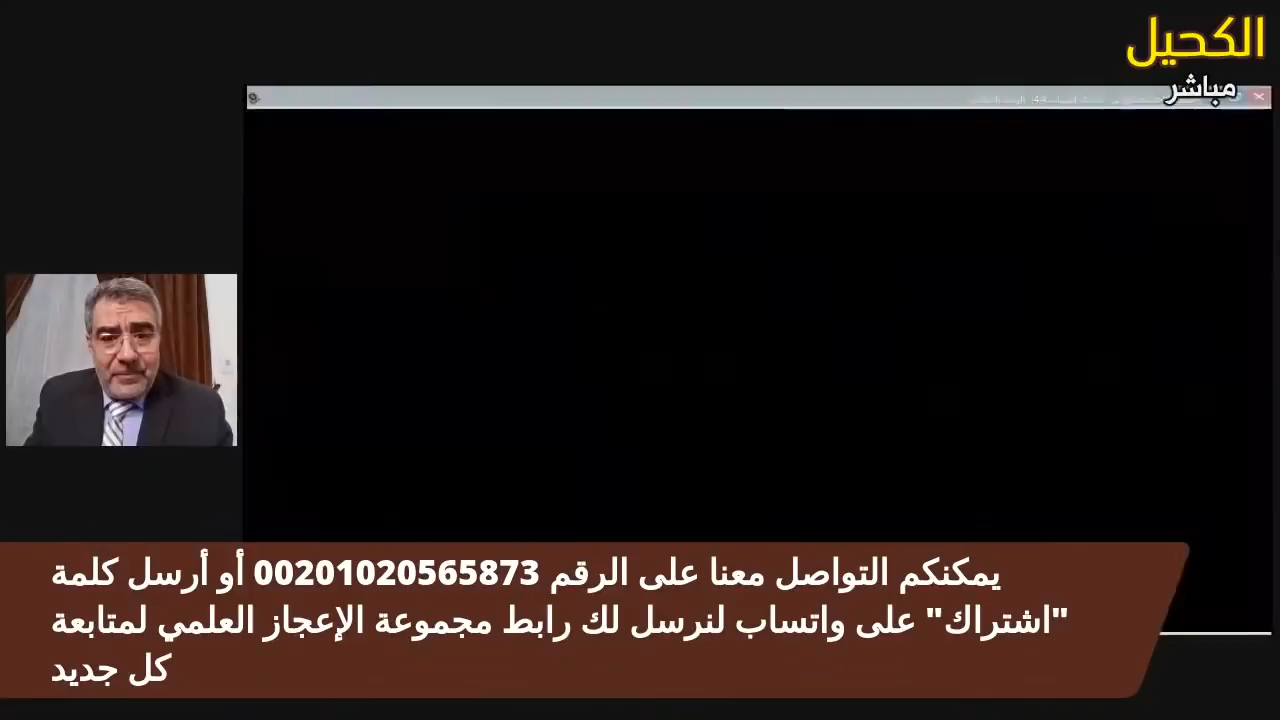 الكحيل
مباشر
يمكنكم التواصل معنا على الرقم 00201020565873 أو أرسل كلمة
"اشتراك" على واتساب لنرسل لك رابط مجموعة الإعجاز العلمي لمتابعة
كل جديد